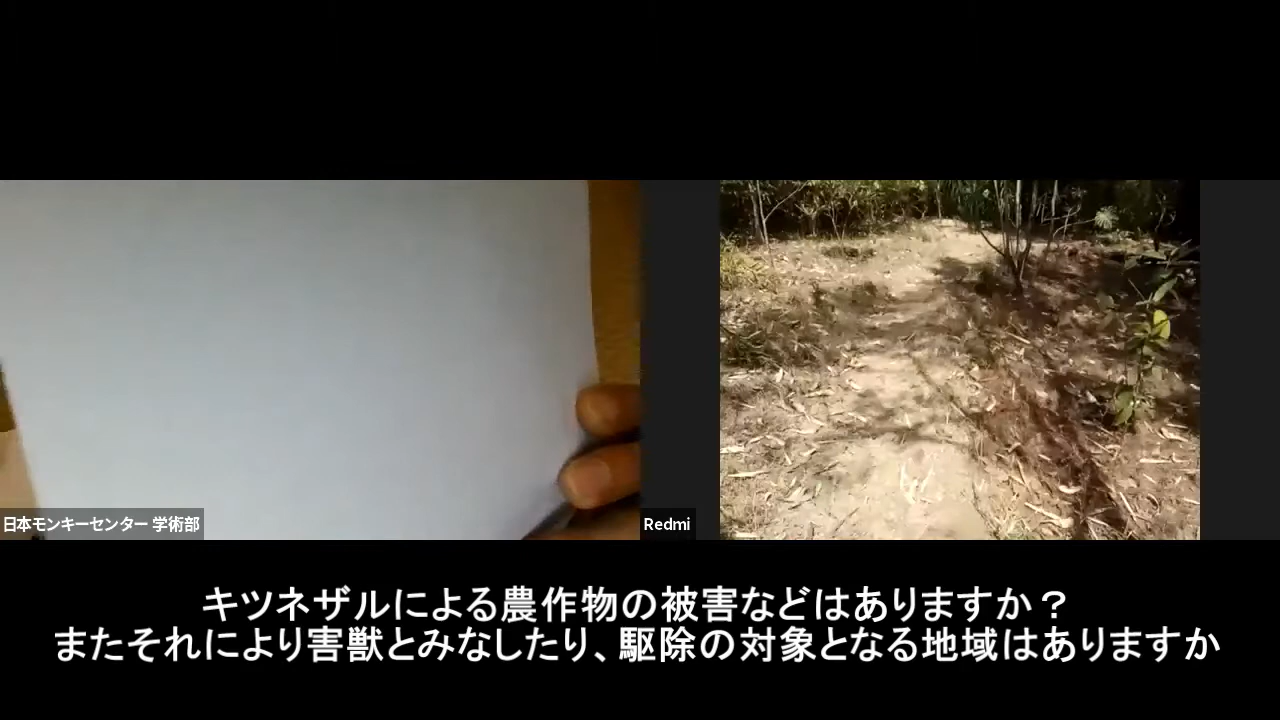 日本モンキーセンター 学術部
Redmi
キツネザルによる農作物の被害などはありますか？
またそれにより害獣とみなしたり、駆除の対象となる地域はありますか